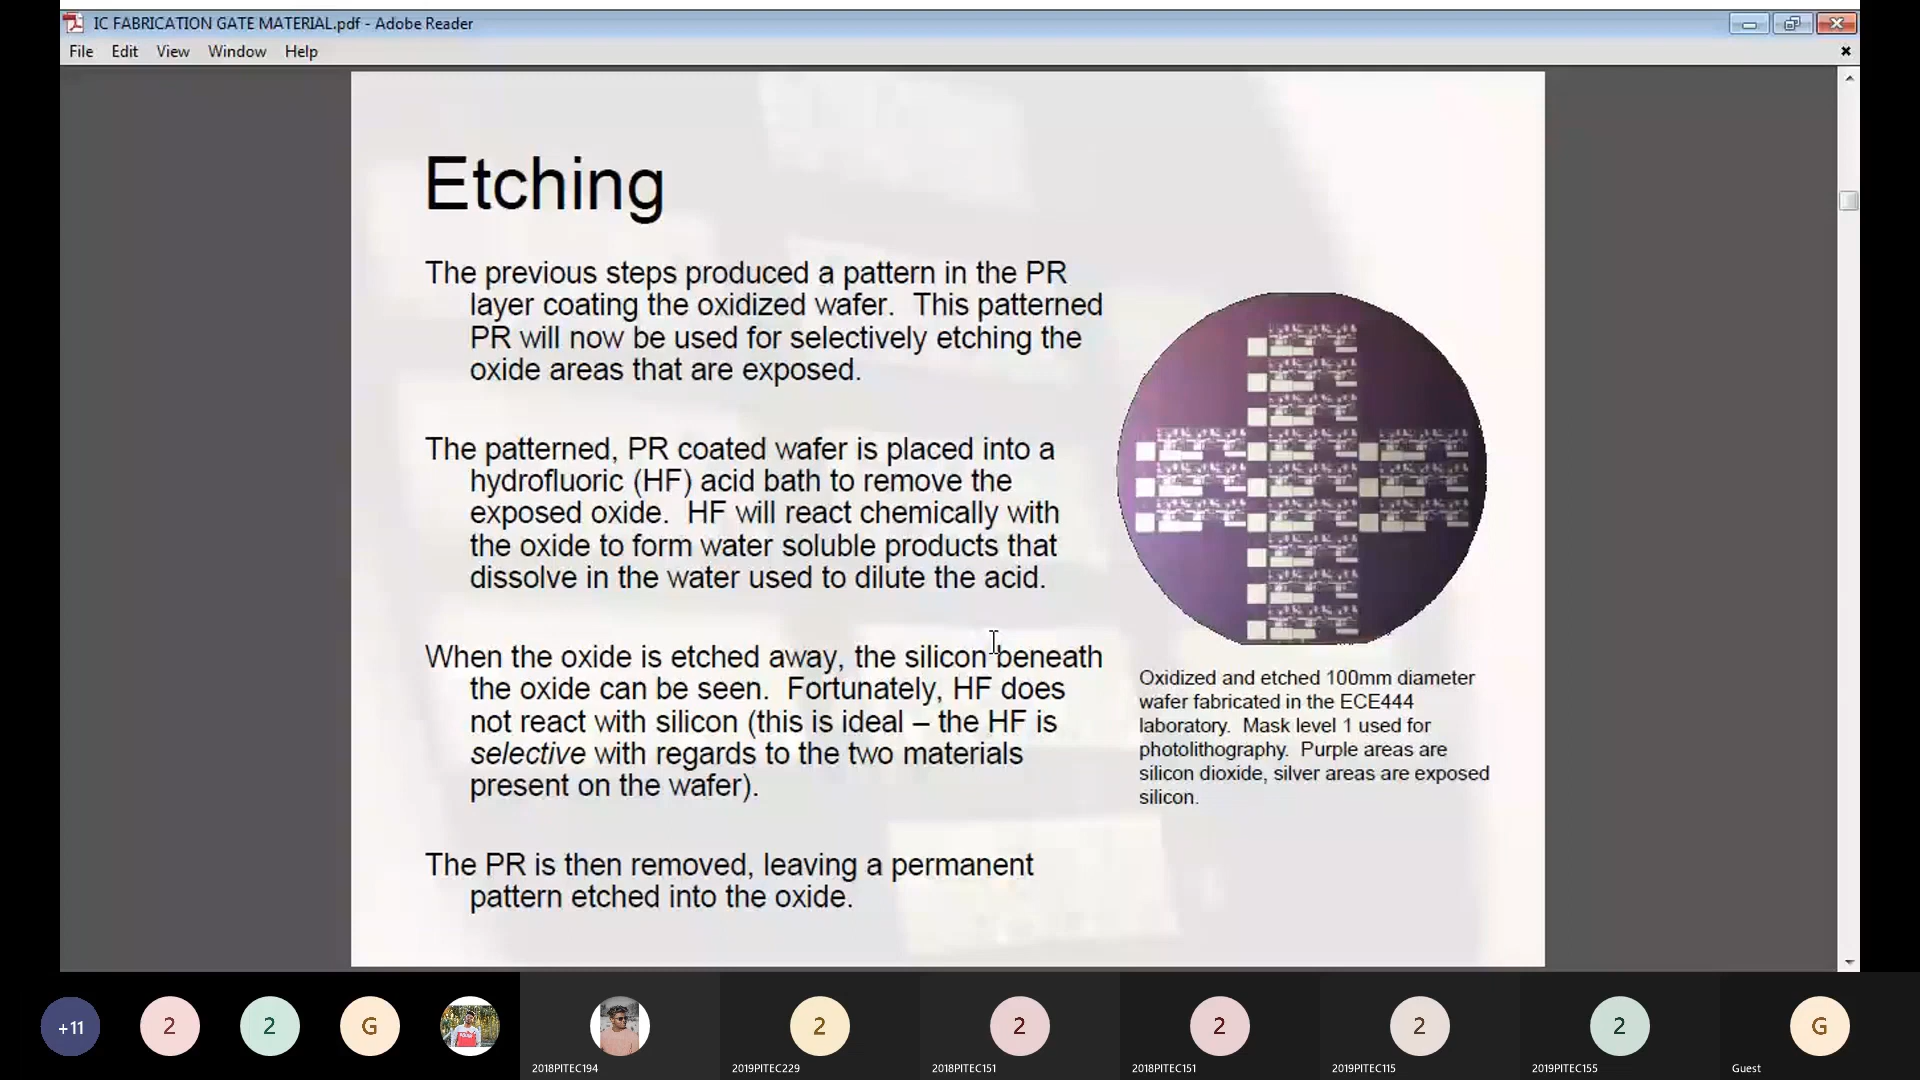 IC FABRICATION GATE MATERIAL.pdf - Adobe Reader
File Edit View Window Help
Etching
The previous steps produced a pattern in the PR
layer coating the oxidized wafer. This patterned
PR will now be used for selectively etching the
oxide areas that are exposed.
The patterned, PR coated wafer is placed into a
hydrofluoric (HF) acid bath to remove the
exposed oxide. HF will react chemically with
the oxide to form water soluble products that
dissolve in the water used to dilute the acid.
When the oxide is etched away, the silicon beneath
the oxide can be seen. Fortunately, HF does
not react with silicon (this is ideal – the HF is
selective with regards to the two materials
present on the wafer).
The PR is then removed, leaving a permanent
pattern etched into the oxide.
Oxidized and etched 100mm diameter
wafer fabricated in the ECE444
laboratory. Mask level 1 used for
photolithography. Purple areas are
silicon dioxide, silver areas are exposed
silicon.
+11 2 2 G 2 2 2 2 2 G
2018PITEC194 2019PITEC229 2018PITEC151 2018PITEC151 2019PITEC115 2019PITEC155 Guest